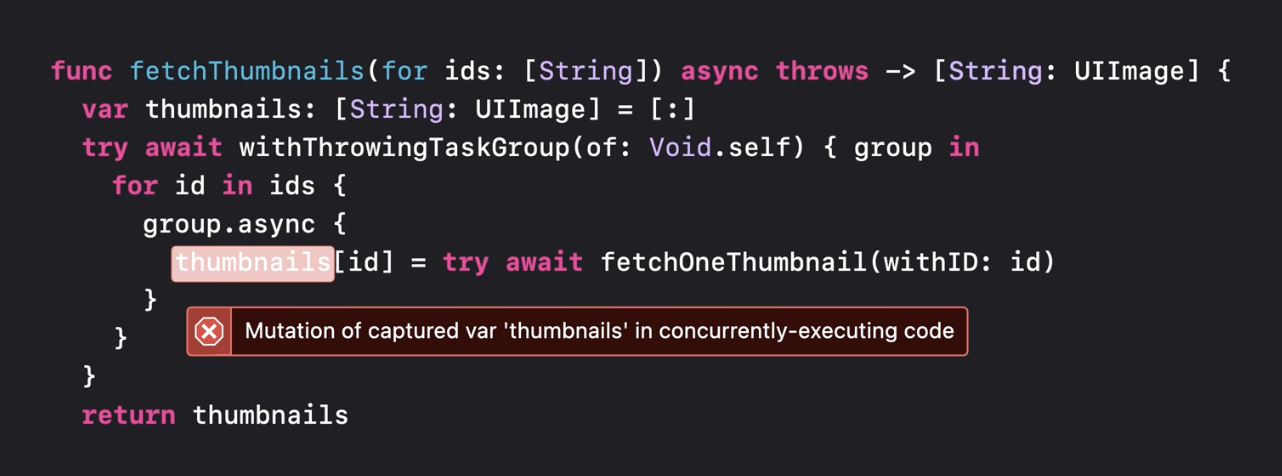 func fetchThumbnails(for ids: [String]) async throws -> [String: UIImage] {
  var thumbnails: [String: UIImage] = [:]
  try await withThrowingTaskGroup(of: Void.self) { group in
    for id in ids {
      group.async {
        thumbnails[id] = try await fetchOneThumbnail(withID: id)
      }
Mutation of captured var 'thumbnails' in concurrently-executing code
    }
  }
  return thumbnails